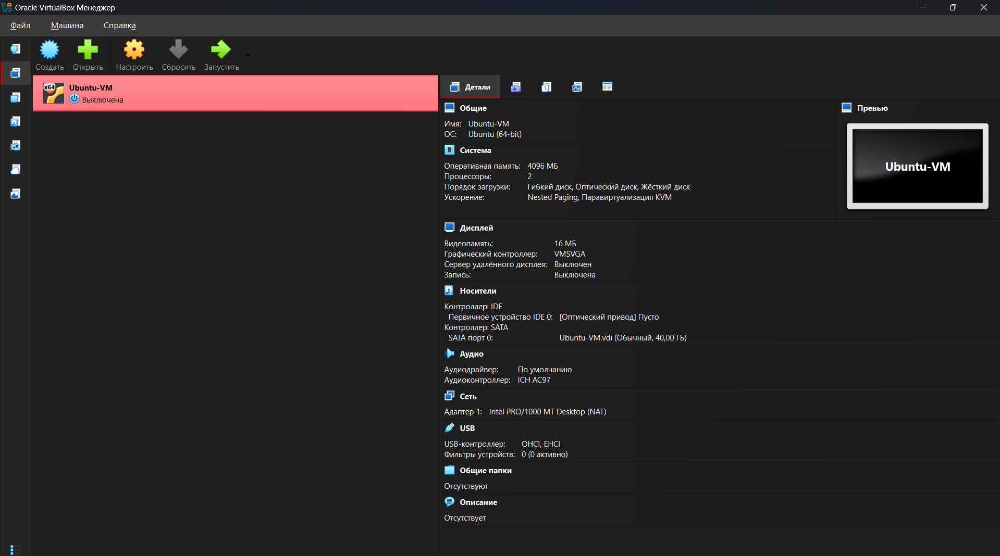 Oracle VirtualBox Менеджер
Файл Машина Справка
Создать Открыть Настроить Сбросить Запустить
x64
Ubuntu-VM
Выключена
Детали
Общие
Имя: Ubuntu-VM
ОС: Ubuntu (64-bit)
Превью
Ubuntu-VM
Система
Оперативная память: 4096 МБ
Процессоры: 2
Порядок загрузки: Гибкий диск, Оптический диск, Жёсткий диск
Ускорение: Nested Paging, Паравиртуализация KVM
Дисплей
Видеопамять: 16 МБ
Графический контроллер: VMSVGA
Сервер удалённого дисплея: Выключен
Запись: Выключена
Носители
Контроллер: IDE
Первичное устройство IDE 0: [Оптический привод] Пусто
Контроллер: SATA
SATA порт 0: Ubuntu-VM.vdi (Обычный, 40,00 ГБ)
Аудио
Аудиодрайвер: По умолчанию
Аудиоконтроллер: ICH AC97
Сеть
Адаптер 1: Intel PRO/1000 MT Desktop (NAT)
USB
USB-контроллер: OHCI, EHCI
Фильтры устройств: 0 (0 активно)
Общие папки
Отсутствуют
Описание
Отсутствует